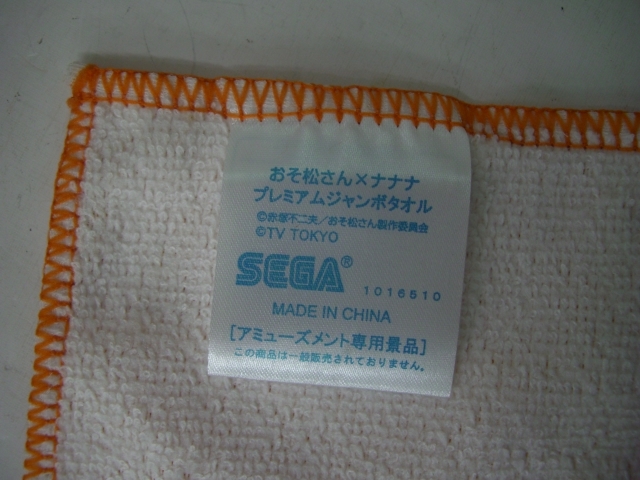 おそ松さん×ナナナ
プレミアムジャンボタオル
©赤塚不二夫／おそ松さん製作委員会
©TV TOKYO
SEGA®
1016510
MADE IN CHINA
[アミューズメント専用景品]
この商品は一般販売されておりません。